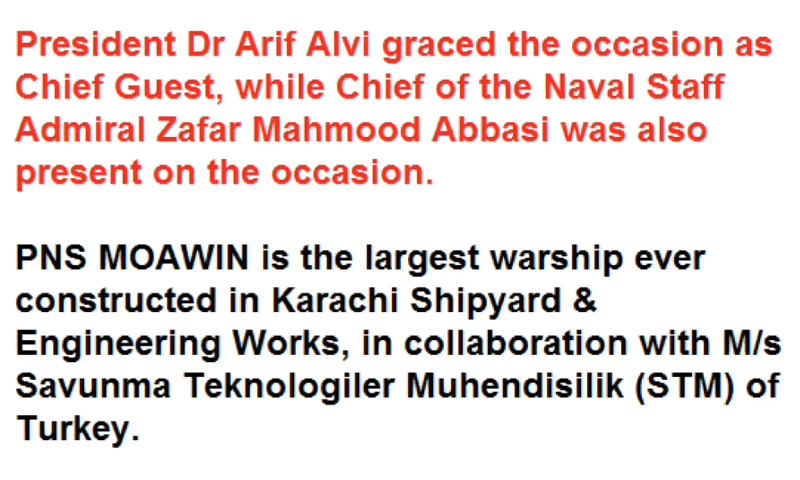 President Dr Arif Alvi graced the occasion as
Chief Guest, while Chief of the Naval Staff
Admiral Zafar Mahmood Abbasi was also
present on the occasion.
PNS MOAWIN is the largest warship ever
constructed in Karachi Shipyard &
Engineering Works, in collaboration with M/s
Savunma Teknologiler Muhendisilik (STM) of
Turkey.